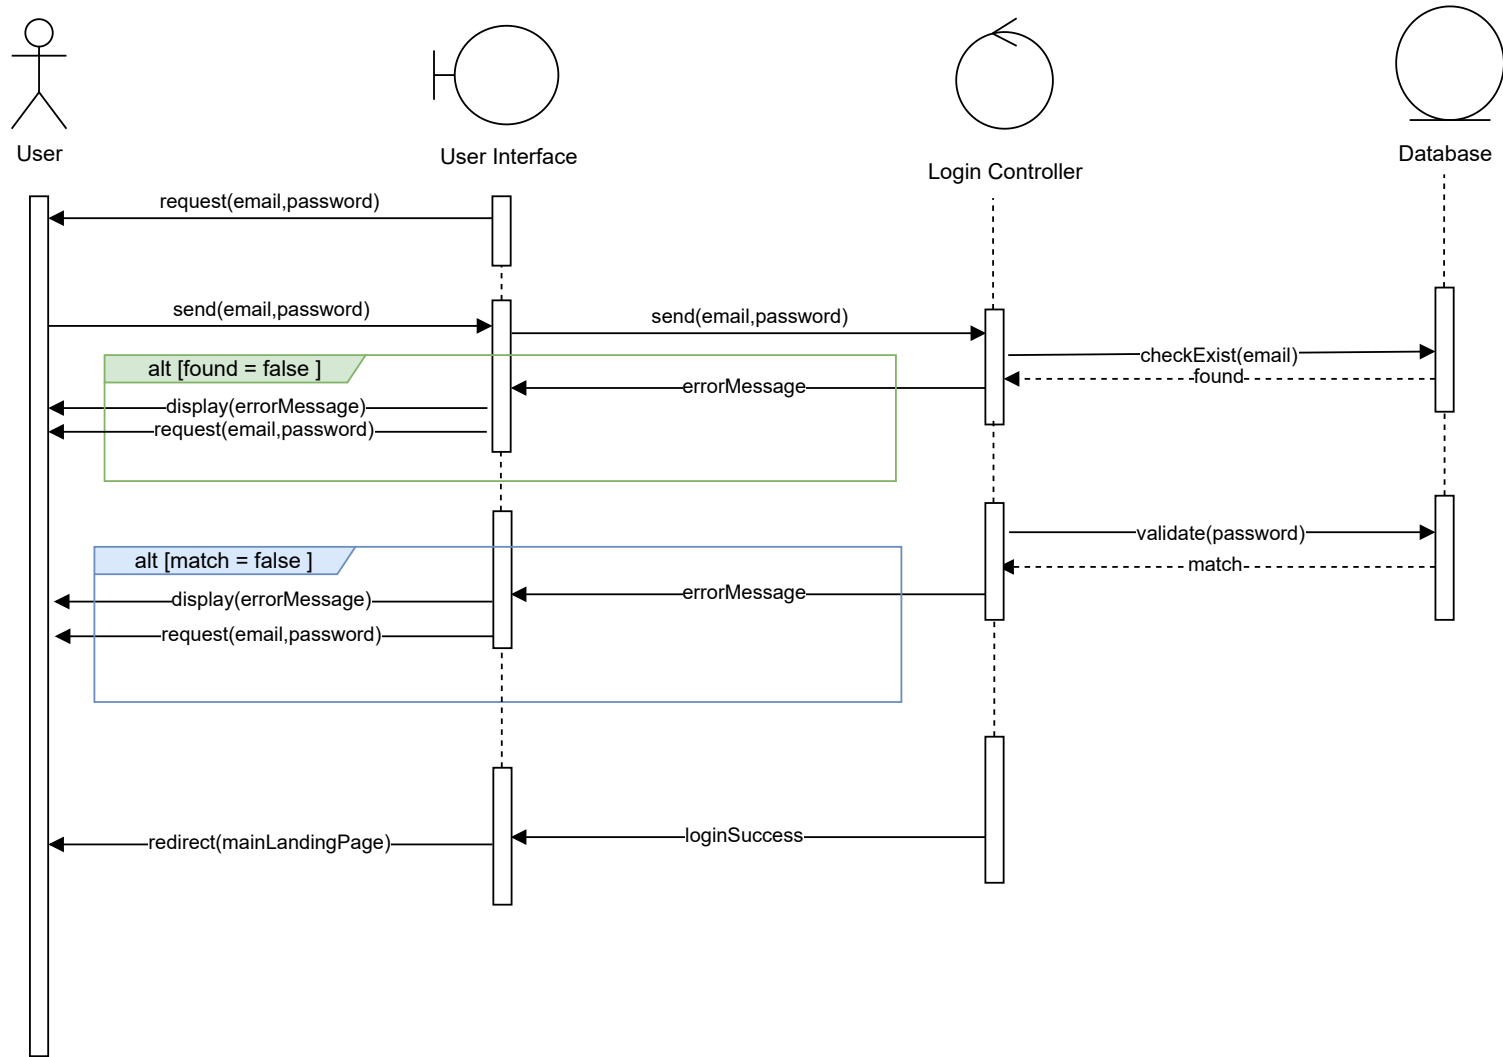 User
User Interface
Login Controller
Database
request(email,password)
send(email,password)
send(email,password)
checkExist(email)
found
alt [found = false ]
errorMessage
display(errorMessage)
request(email,password)
validate(password)
match
alt [match = false ]
errorMessage
display(errorMessage)
request(email,password)
loginSuccess
redirect(mainLandingPage)